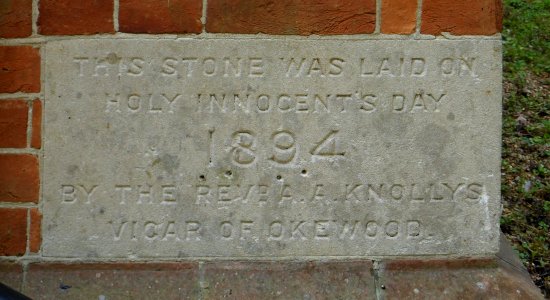 THIS STONE WAS LAID ON
HOLY INNOCENT'S DAY
1894
BY THE REVD. A. A. KNOLLYS
VICAR OF OKEWOOD.